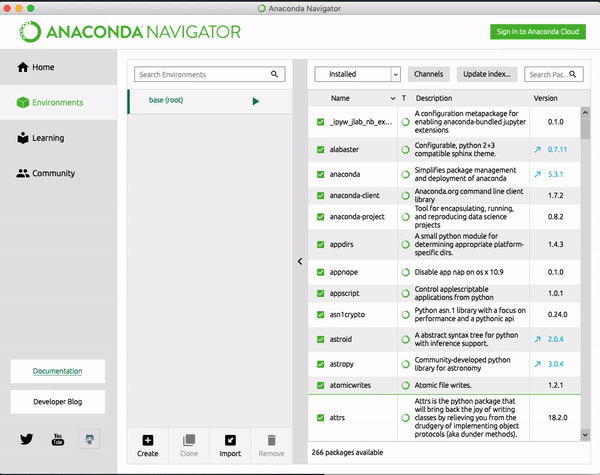 Anaconda Navigator
ANACONDA NAVIGATOR
Sign in to Anaconda Cloud
Home
Environments
Learning
Community
Documentation
Developer Blog
You Tube
Search Environments
base (root)
Create
Clone
Import
Remove
Installed
Channels
Update index...
Search Pac...
Name T Description Version
_ipyw_jlab_nb_ex... A configuration metapackage for enabling anaconda-bundled jupyter extensions 0.1.0
alabaster Configurable, python 2+3 compatible sphinx theme. 0.7.11
anaconda Simplifies package management and deployment of anaconda 5.3.1
anaconda-client Anaconda.org command line client library 1.7.2
anaconda-project Tool for encapsulating, running, and reproducing data science projects 0.8.2
appdirs A small python module for determining appropriate platform-specific dirs. 1.4.3
appnope Disable app nap on os x 10.9 0.1.0
appscript Control applescriptable applications from python 1.0.1
asn1crypto Python asn.1 library with a focus on performance and a pythonic api 0.24.0
astroid A abstract syntax tree for python with inference support. 2.0.4
astropy Community-developed python library for astronomy 3.0.4
atomicwrites Atomic file writes. 1.2.1
attrs Attrs is the python package that will bring back the joy of writing classes by relieving you from the drudgery of implementing object protocols (aka dunder methods). 18.2.0
266 packages available